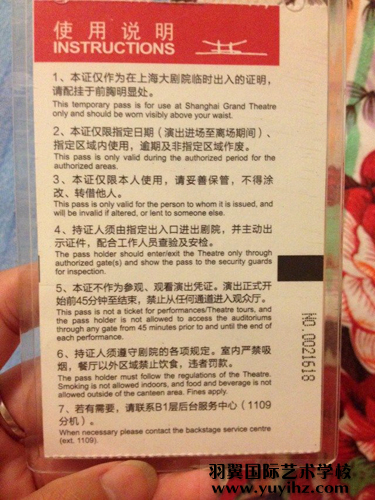 使用说明
INSTRUCTIONS
1、本证仅作为在上海大剧院临时出入的证明，
请配挂于前胸明显处。
This temporary pass is for use at Shanghai Grand Theatre
only and should be worn visibly above your waist.
2、本证仅限指定日期（演出进场至离场期间）、
指定区域内使用，逾期及非指定区域作废。
This pass is only valid during the authorized period for the
authorized areas.
3、本证仅限本人使用，请妥善保管，不得涂
改、转借他人。
This pass is only valid for the person to whom it is issued, and
will be invalid if altered, or lent to someone else.
4、持证人须由指定出入口进出剧院，并主动出
示证件，配合工作人员查验及安检。
The pass holder should enter/exit the Theatre only through
authorized gate(s) and show the pass to the security guards
for inspection.
5、本证不作为参观、观看演出凭证。演出正式开
始前45分钟至结束，禁止从任何通道进入观众厅。
This pass is not a ticket for performances/Theatre tours, and
the pass holder is not allowed to access the auditoriums
through any gate from 45 minutes prior to and until the end of
each performance.
6、持证人须遵守剧院的各项规定。室内严禁吸
烟，餐厅以外区域禁止饮食，违者罚款。
The pass holder must follow the regulations of the Theatre.
Smoking is not allowed indoors, and food and beverage is not
allowed outside of the canteen area. Fines apply.
7、若有需要，请联系B1层后台服务中心（1109
分机）。
When necessary please contact the backstage service centre
(ext. 1109).
NO.0021618
羽翼国际艺术学校
www.yuyihz.com